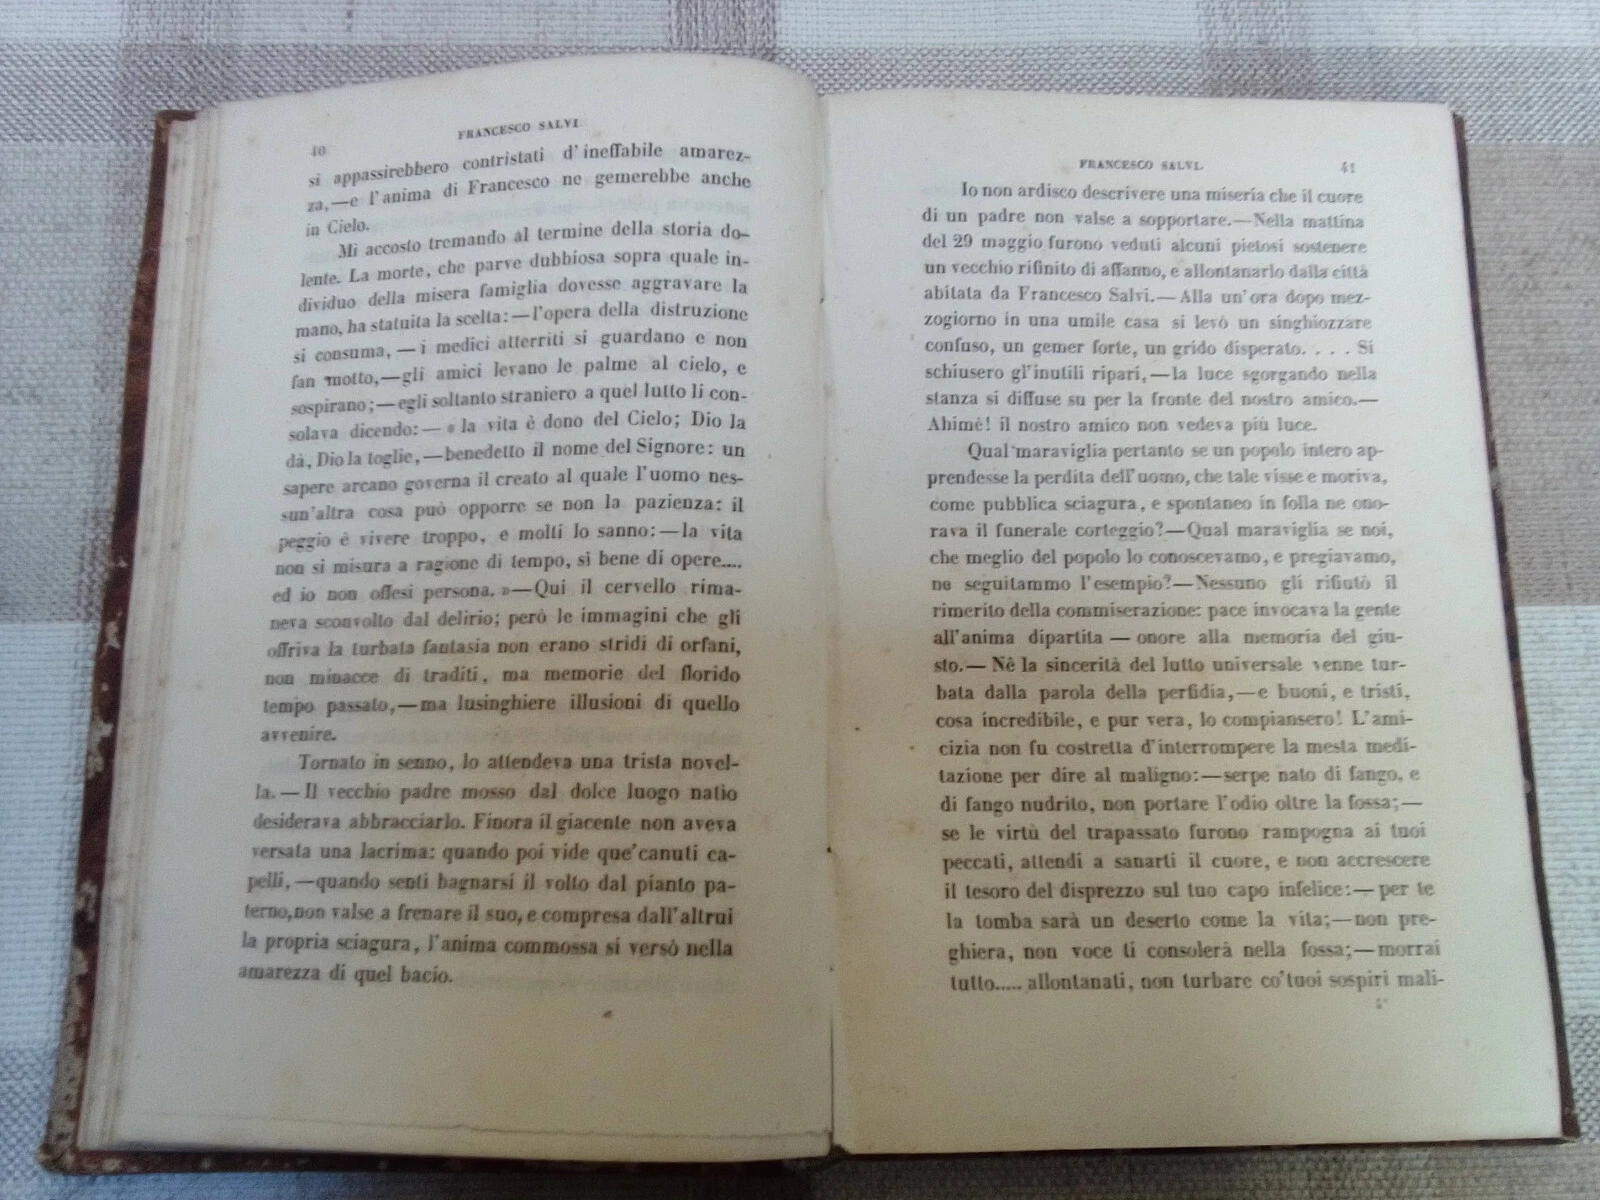 40
FRANCESCO SALVI.
si appassirebbero contristati d'ineffabile amarez-
za,—e l'anima di Francesco ne gemerebbe anche
in Cielo.
Mi accosto tremando al termine della storia do-
lente. La morte, che parve dubbiosa sopra quale in-
dividuo della misera famiglia dovesse aggravare la
mano, ha statuita la scelta:—l'opera della distruzione
si consuma,—i medici atterriti si guardano e non
fan motto,—gli amici levano le palme al cielo, e
sospirano;—egli soltanto straniero a quel lutto li con-
solava dicendo:—« la vita è dono del Cielo; Dio la
dà, Dio la toglie,—benedetto il nome del Signore: un
sapere arcano governa il creato al quale l'uomo nes-
sun'altra cosa può opporre se non la pazienza: il
peggio è vivere troppo, e molti lo sanno:—la vita
non si misura a ragione di tempo, si bene di opere....
ed io non offesi persona. »—Qui il cervello rima-
neva sconvolto dal delirio; però le immagini che gli
offriva la turbata fantasia non erano stridi di orfani,
non minacce di traditi, ma memorie del florido
tempo passato,—ma lusinghiere illusioni di quello
avvenire.
Tornato in senno, lo attendeva una trista novel-
la.—Il vecchio padre mosso dal dolce luogo natio
desiderava abbracciarlo. Finora il giacente non aveva
versata una lacrima: quando poi vide que'canuti ca-
pelli,—quando sentì bagnarsi il volto dal pianto pa-
terno, non valse a frenare il suo, e compresa dall'altrui
la propria sciagura, l'anima commossa si versò nella
amarezza di quel bacio.
FRANCESCO SALVI.
41
Io non ardisco descrivere una miseria che il cuore
di un padre non valse a sopportare.—Nella mattina
del 29 maggio furono veduti alcuni pietosi sostenere
un vecchio rifinito di affanno, e allontanarlo dalla città
abitata da Francesco Salvi.—Alla un'ora dopo mez-
zogiorno in una umile casa si levò un singhiozzare
confuso, un gemer forte, un grido disperato. . . . Si
schiusero gl'inutili ripari,—la luce sgorgando nella
stanza si diffuse su per la fronte del nostro amico.—
Ahimè! il nostro amico non vedeva più luce.
Qual maraviglia pertanto se un popolo intero ap-
prendesse la perdita dell'uomo, che tale visse e moriva,
come pubblica sciagura, e spontaneo in folla ne ono-
rava il funerale corteggio?—Qual maraviglia se noi,
che meglio del popolo lo conoscevamo, e pregiavamo,
ne seguitammo l'esempio?—Nessuno gli rifiutò il
rimerito della commiserazione: pace invocava la gente
all'anima dipartita — onore alla memoria del giu-
sto.—Nè la sincerità del lutto universale venne tur-
bata dalla parola della perfidia,—e buoni, e tristi,
cosa incredibile, e pur vera, lo compiansero! L'ami-
cizia non fu costretta d'interrompere la mesta medi-
tazione per dire al maligno:—serpe nato di fango, e
di fango nudrito, non portare l'odio oltre la fossa;—
se le virtù del trapassato furono rampogna ai tuoi
peccati, attendi a sanarti il cuore, e non accrescere
il tesoro del disprezzo sul tuo capo infelice:—per te
la tomba sarà un deserto come la vita;—non pre-
ghiera, non voce ti consolerà nella fossa;—morrai
tutto..... allontanati, non turbare co'tuoi sospiri mali-